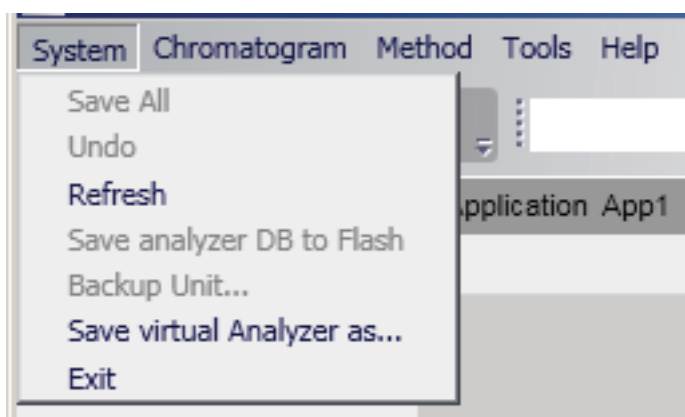 System Chromatogram Method Tools Help
Save All
Undo
Refresh
Save analyzer DB to Flash
Backup Unit...
Save virtual Analyzer as...
Exit
pplication App1